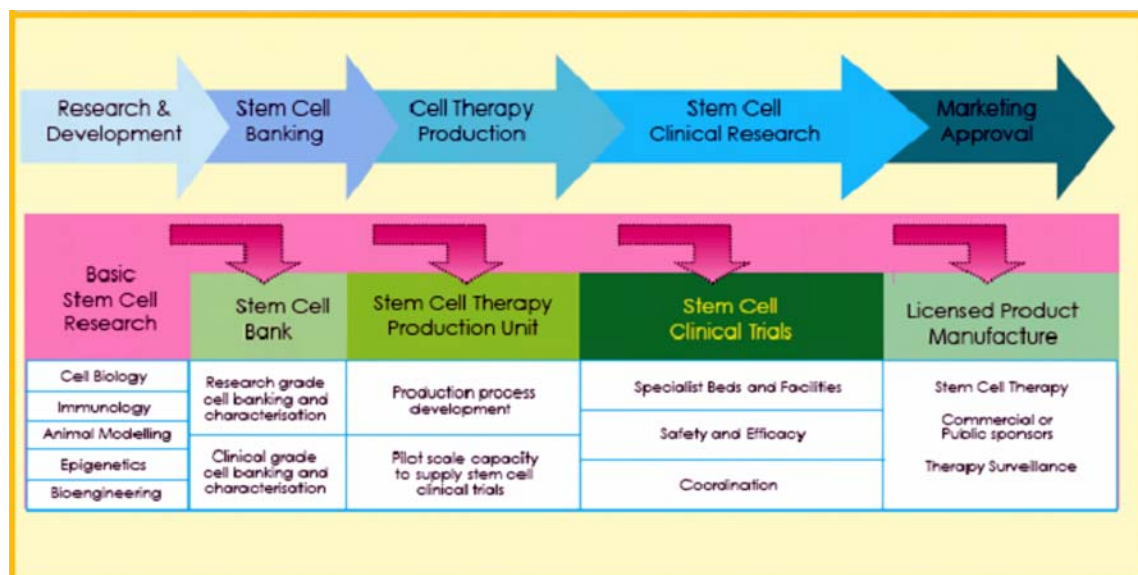 Research &
Development
Stem Cell
Banking
Cell Therapy
Production
Stem Cell
Clinical Research
Marketing
Approval
Basic
Stem Cell
Research
Stem Cell
Bank
Stem Cell Therapy
Production Unit
Stem Cell
Clinical Trials
Licensed Product
Manufacture
Cell Biology
Immunology
Animal Modelling
Epigenetics
Bioengineering
Research grade
cell banking and
characterisation
Clinical grade
cell banking and
characterisation
Production process
development
Pilot scale capacity
to supply stem cell
clinical trials
Specialist Beds and Facilities
Safety and Efficacy
Coordination
Stem Cell Therapy
Commercial or
Public sponsors
Therapy Surveillance